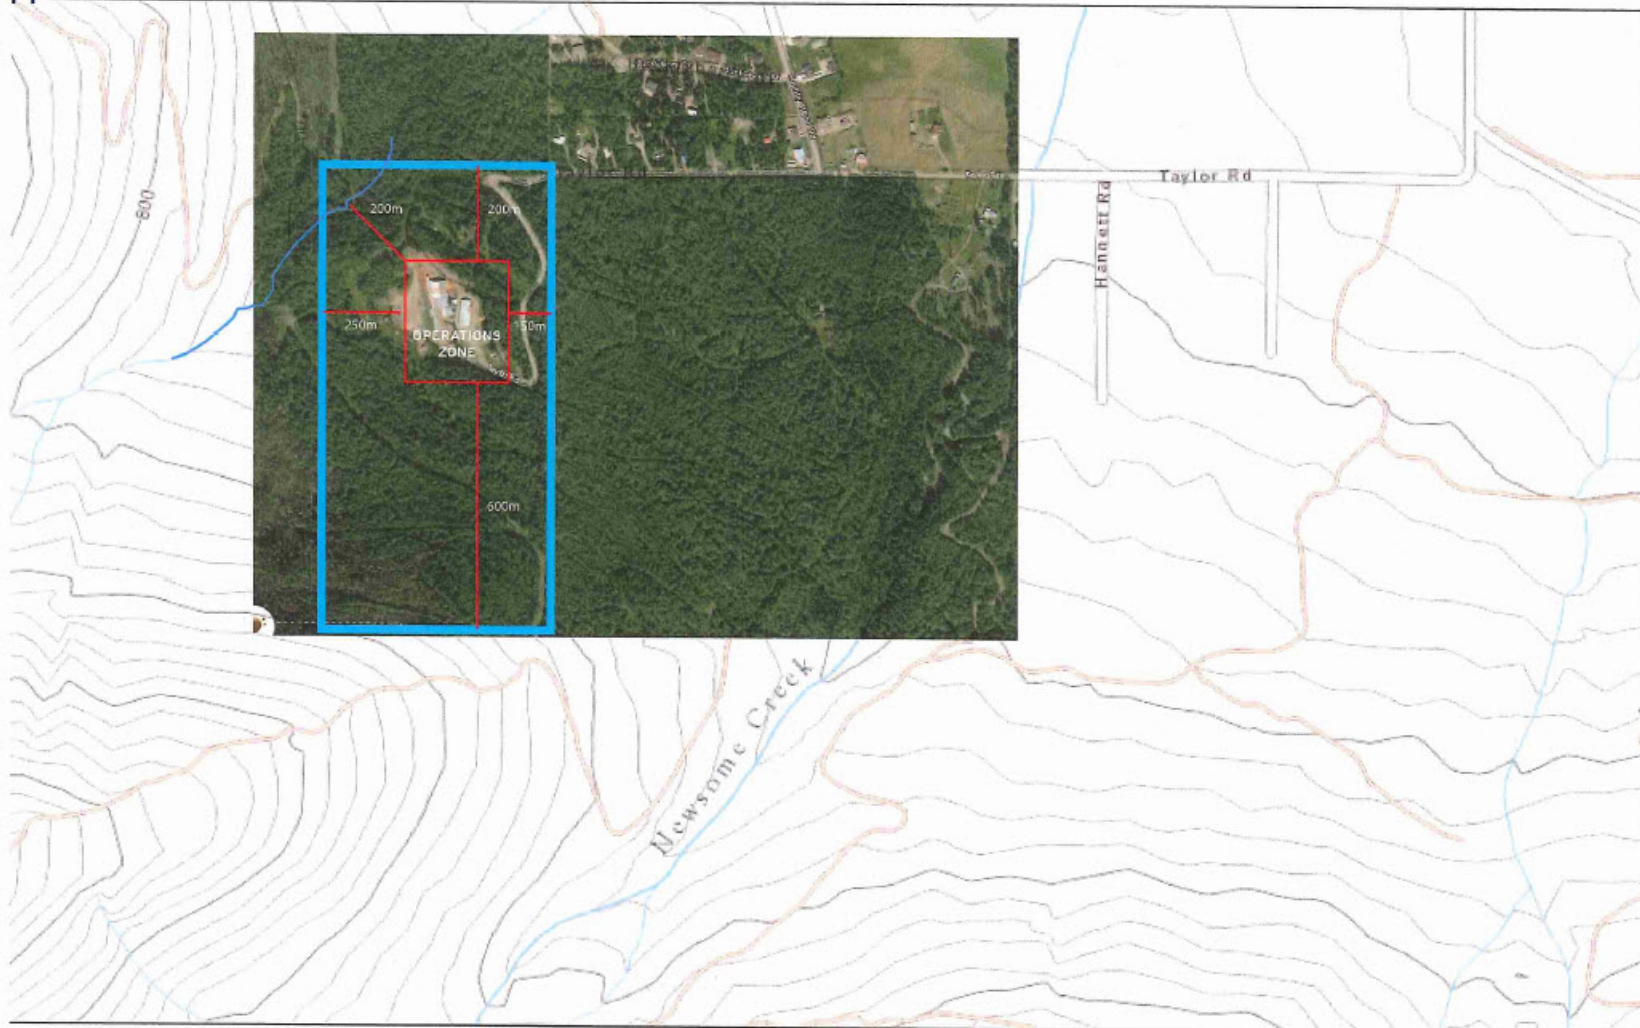 Taylor Rd
Hannett Rd
800
200m
200m
250m
150m
OPERATIONS
ZONE
600m
Newsome Creek